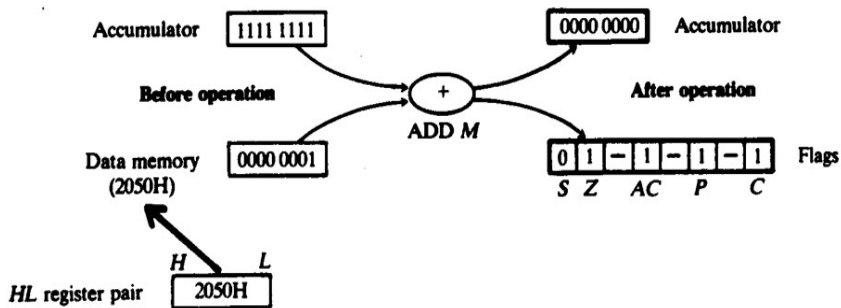 Accumulator 1111 1111 0000 0000 Accumulator
Before operation + After operation
ADD M
Data memory 0000 0001 0 1 – 1 – 1 – 1 Flags
(2050H) S Z AC P C
H L
HL register pair 2050H